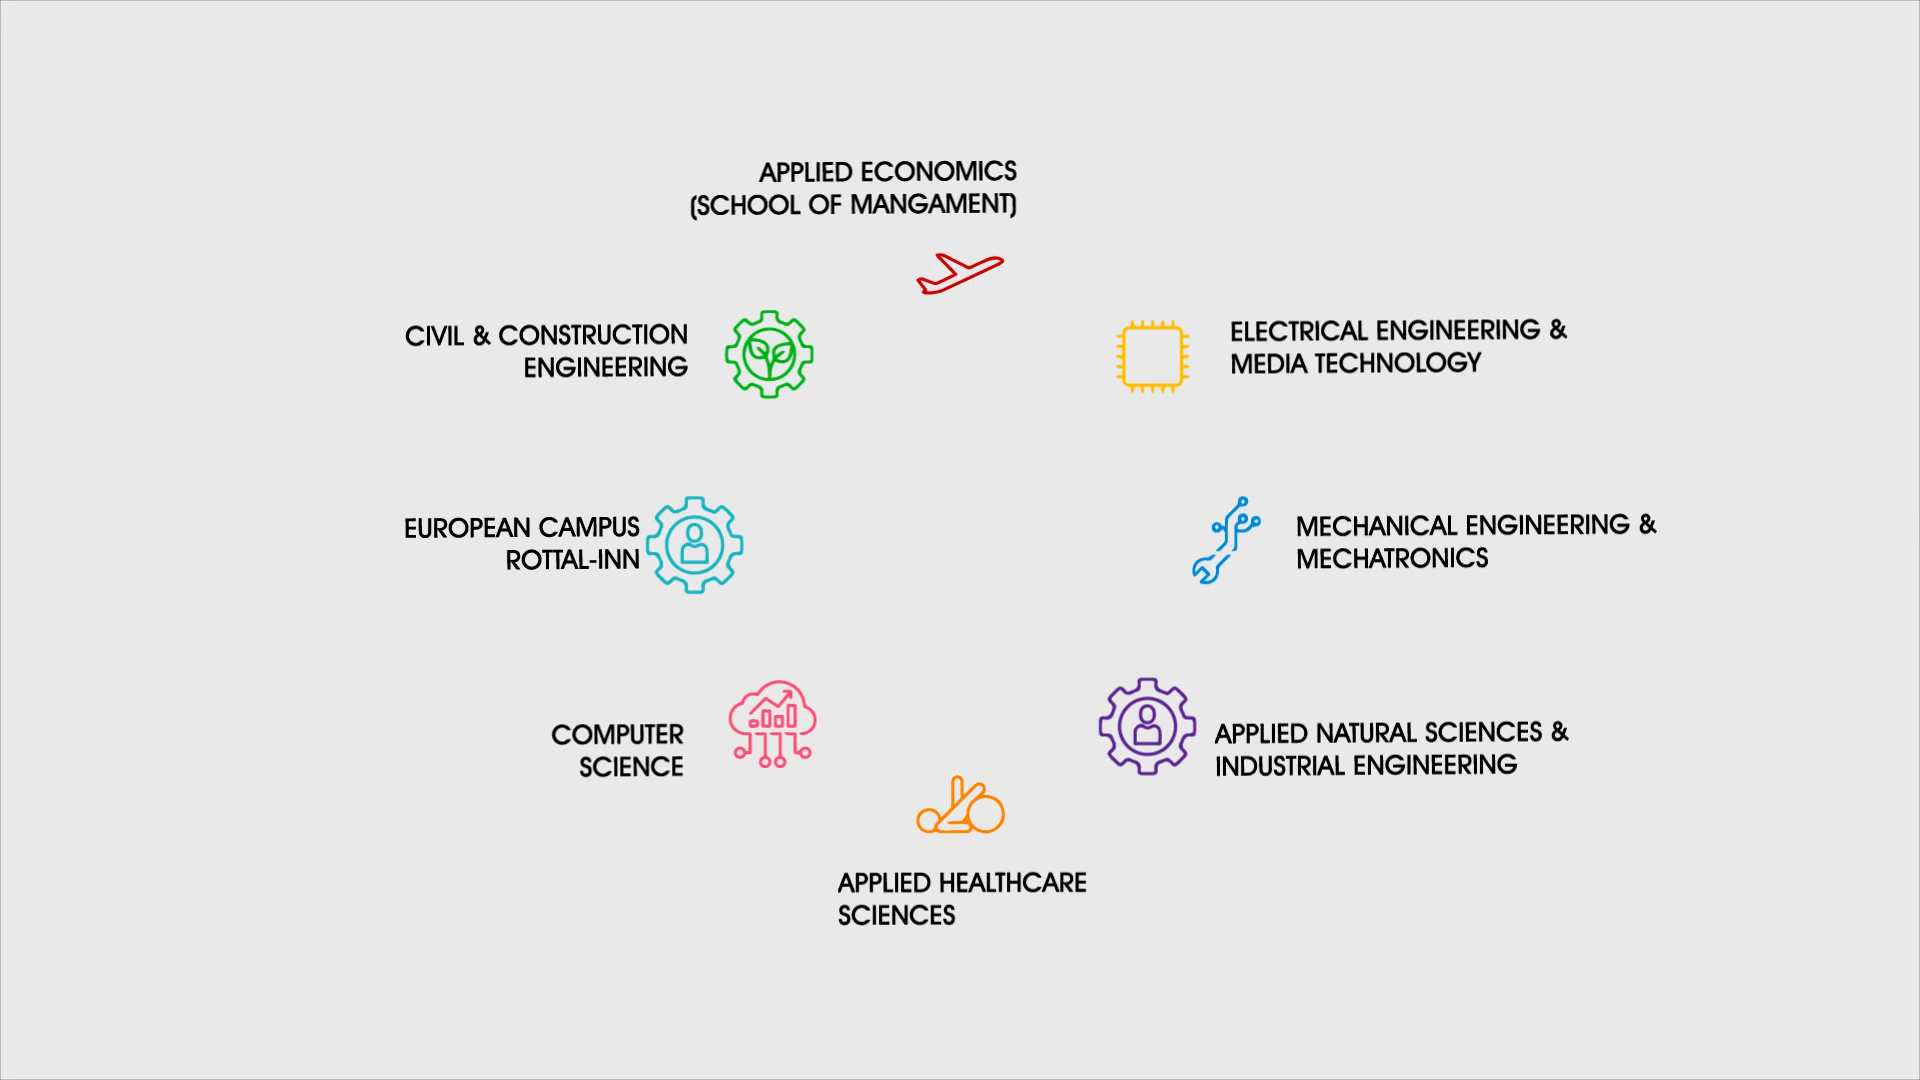 APPLIED ECONOMICS
(SCHOOL OF MANGAMENT)
CIVIL & CONSTRUCTION
ENGINEERING
ELECTRICAL ENGINEERING &
MEDIA TECHNOLOGY
EUROPEAN CAMPUS
ROTTAL-INN
MECHANICAL ENGINEERING &
MECHATRONICS
COMPUTER
SCIENCE
APPLIED NATURAL SCIENCES &
INDUSTRIAL ENGINEERING
APPLIED HEALTHCARE
SCIENCES